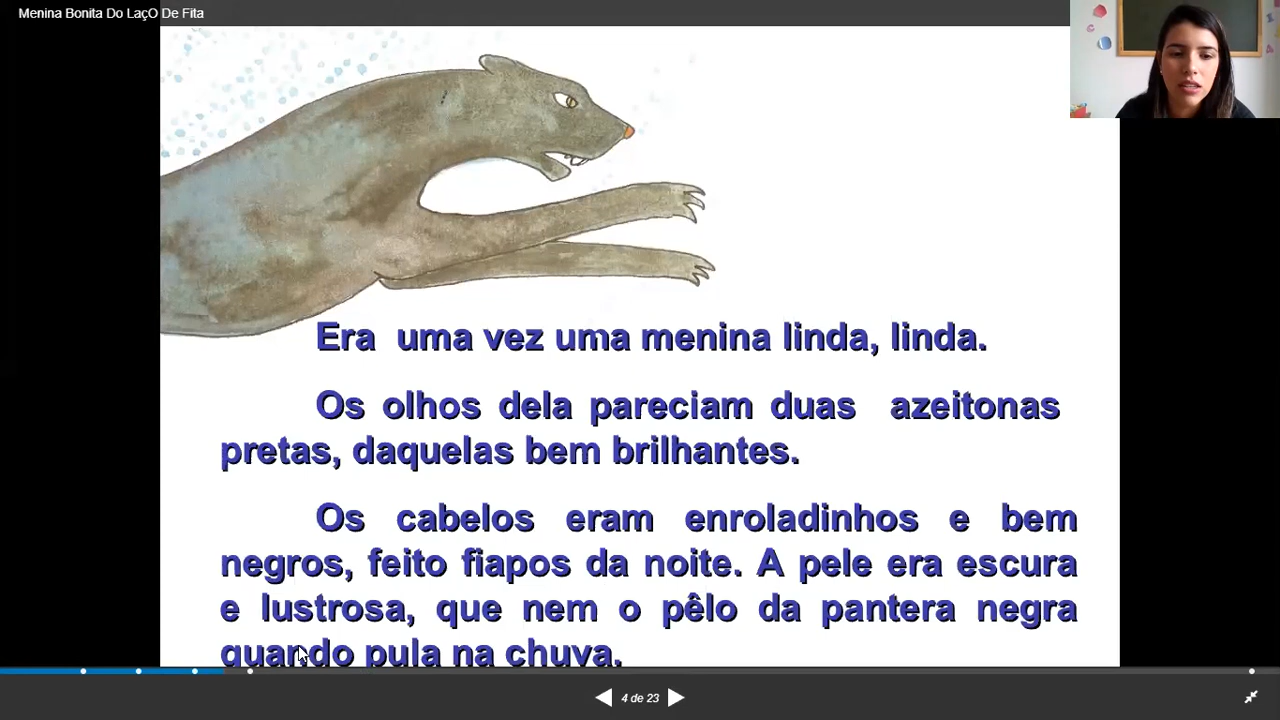 Menina Bonita Do LaçO De Fita
Era uma vez uma menina linda, linda.
Os olhos dela pareciam duas azeitonas
pretas, daquelas bem brilhantes.
Os cabelos eram enroladinhos e bem
negros, feito fiapos da noite. A pele era escura
e lustrosa, que nem o pêlo da pantera negra
quando pula na chuva.
4 de 23